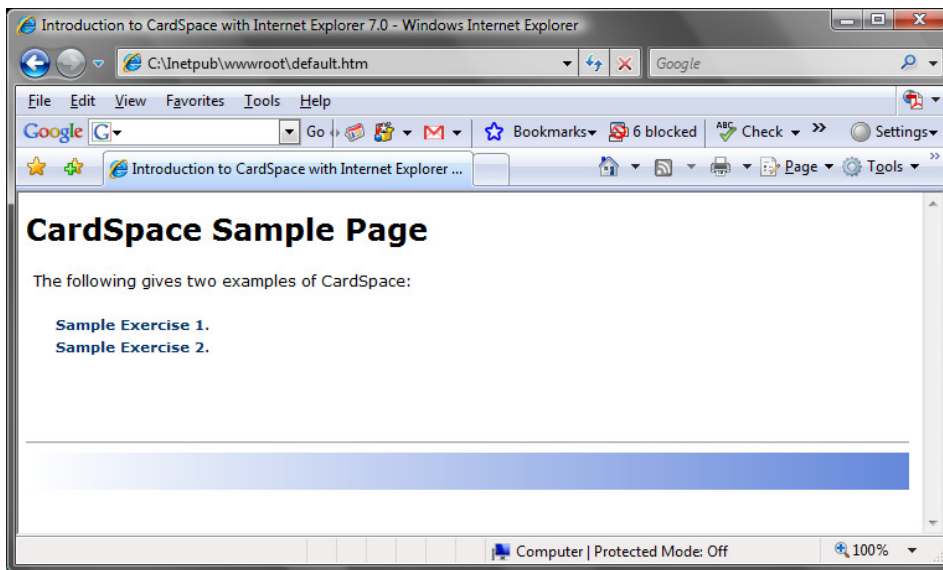 Introduction to CardSpace with Internet Explorer 7.0 - Windows Internet Explorer
C:\Inetpub\wwwroot\default.htm Google
File Edit View Favorites Tools Help
Google G Go 6 blocked Bookmarks ABC Check » Settings
Introduction to CardSpace with Internet Explorer ... Page Tools »
CardSpace Sample Page
The following gives two examples of CardSpace:
Sample Exercise 1.
Sample Exercise 2.
Computer | Protected Mode: Off 100%